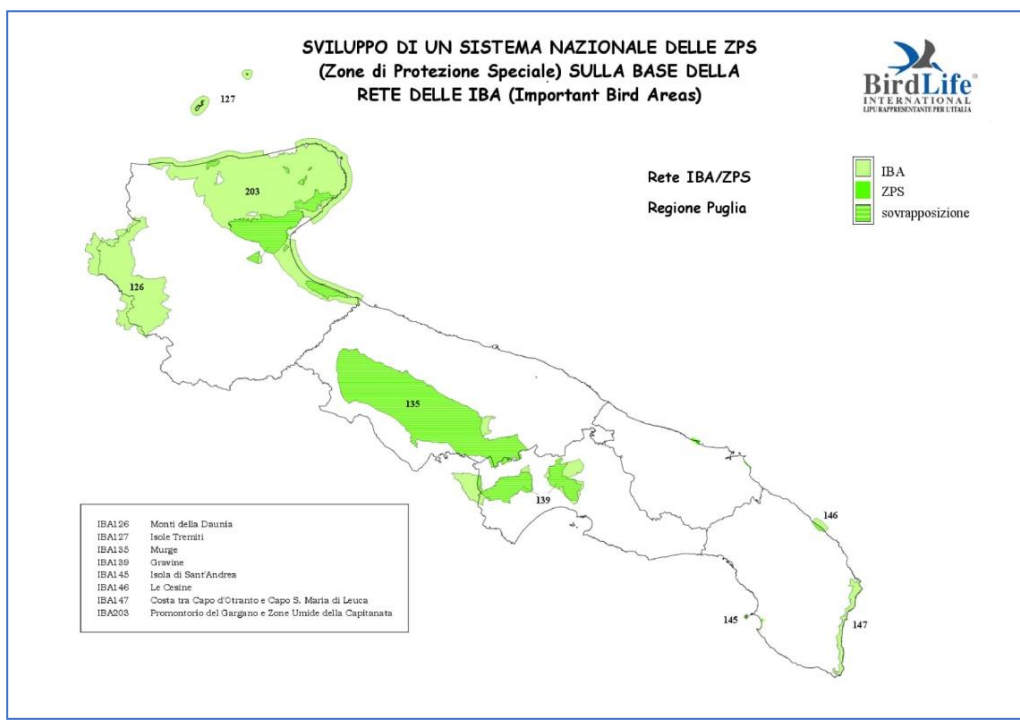 SVILUPPO DI UN SISTEMA NAZIONALE DELLE ZPS
(Zone di Protezione Speciale) SULLA BASE DELLA
RETE DELLE IBA (Important Bird Areas)
BirdLife®
INTERNATIONAL
LIPU RAPPRESENTANTE PER L'ITALIA
127
Rete IBA/ZPS
Regione Puglia
IBA
ZPS
sovrapposizione
203
126
135
139
146
145
147
IBA126 Monti della Daunia
IBA127 Isole Tremiti
IBA135 Murge
IBA139 Gravine
IBA145 Isola di Sant'Andrea
IBA146 Le Cesine
IBA147 Costa tra Capo d'Otranto e Capo S. Maria di Leuca
IBA203 Promontorio del Gargano e Zone Umide della Capitanata